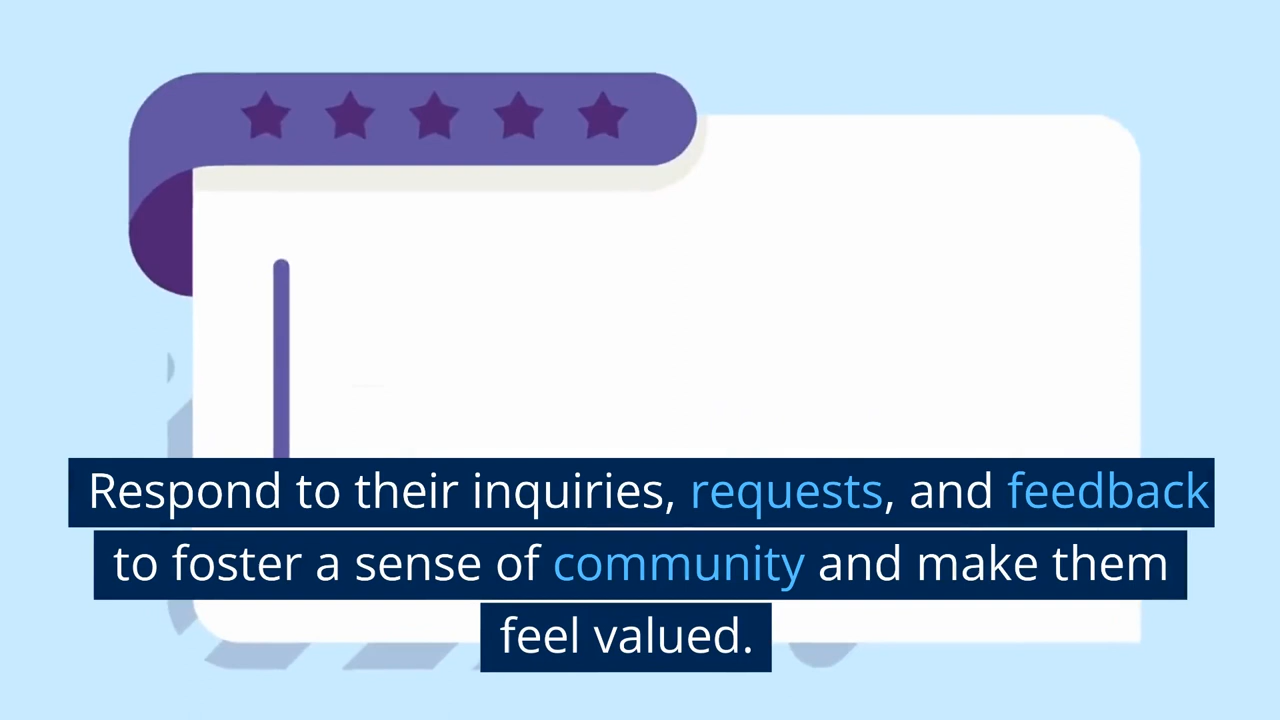 Respond to their inquiries, requests, and feedback
to foster a sense of community and make them
feel valued.